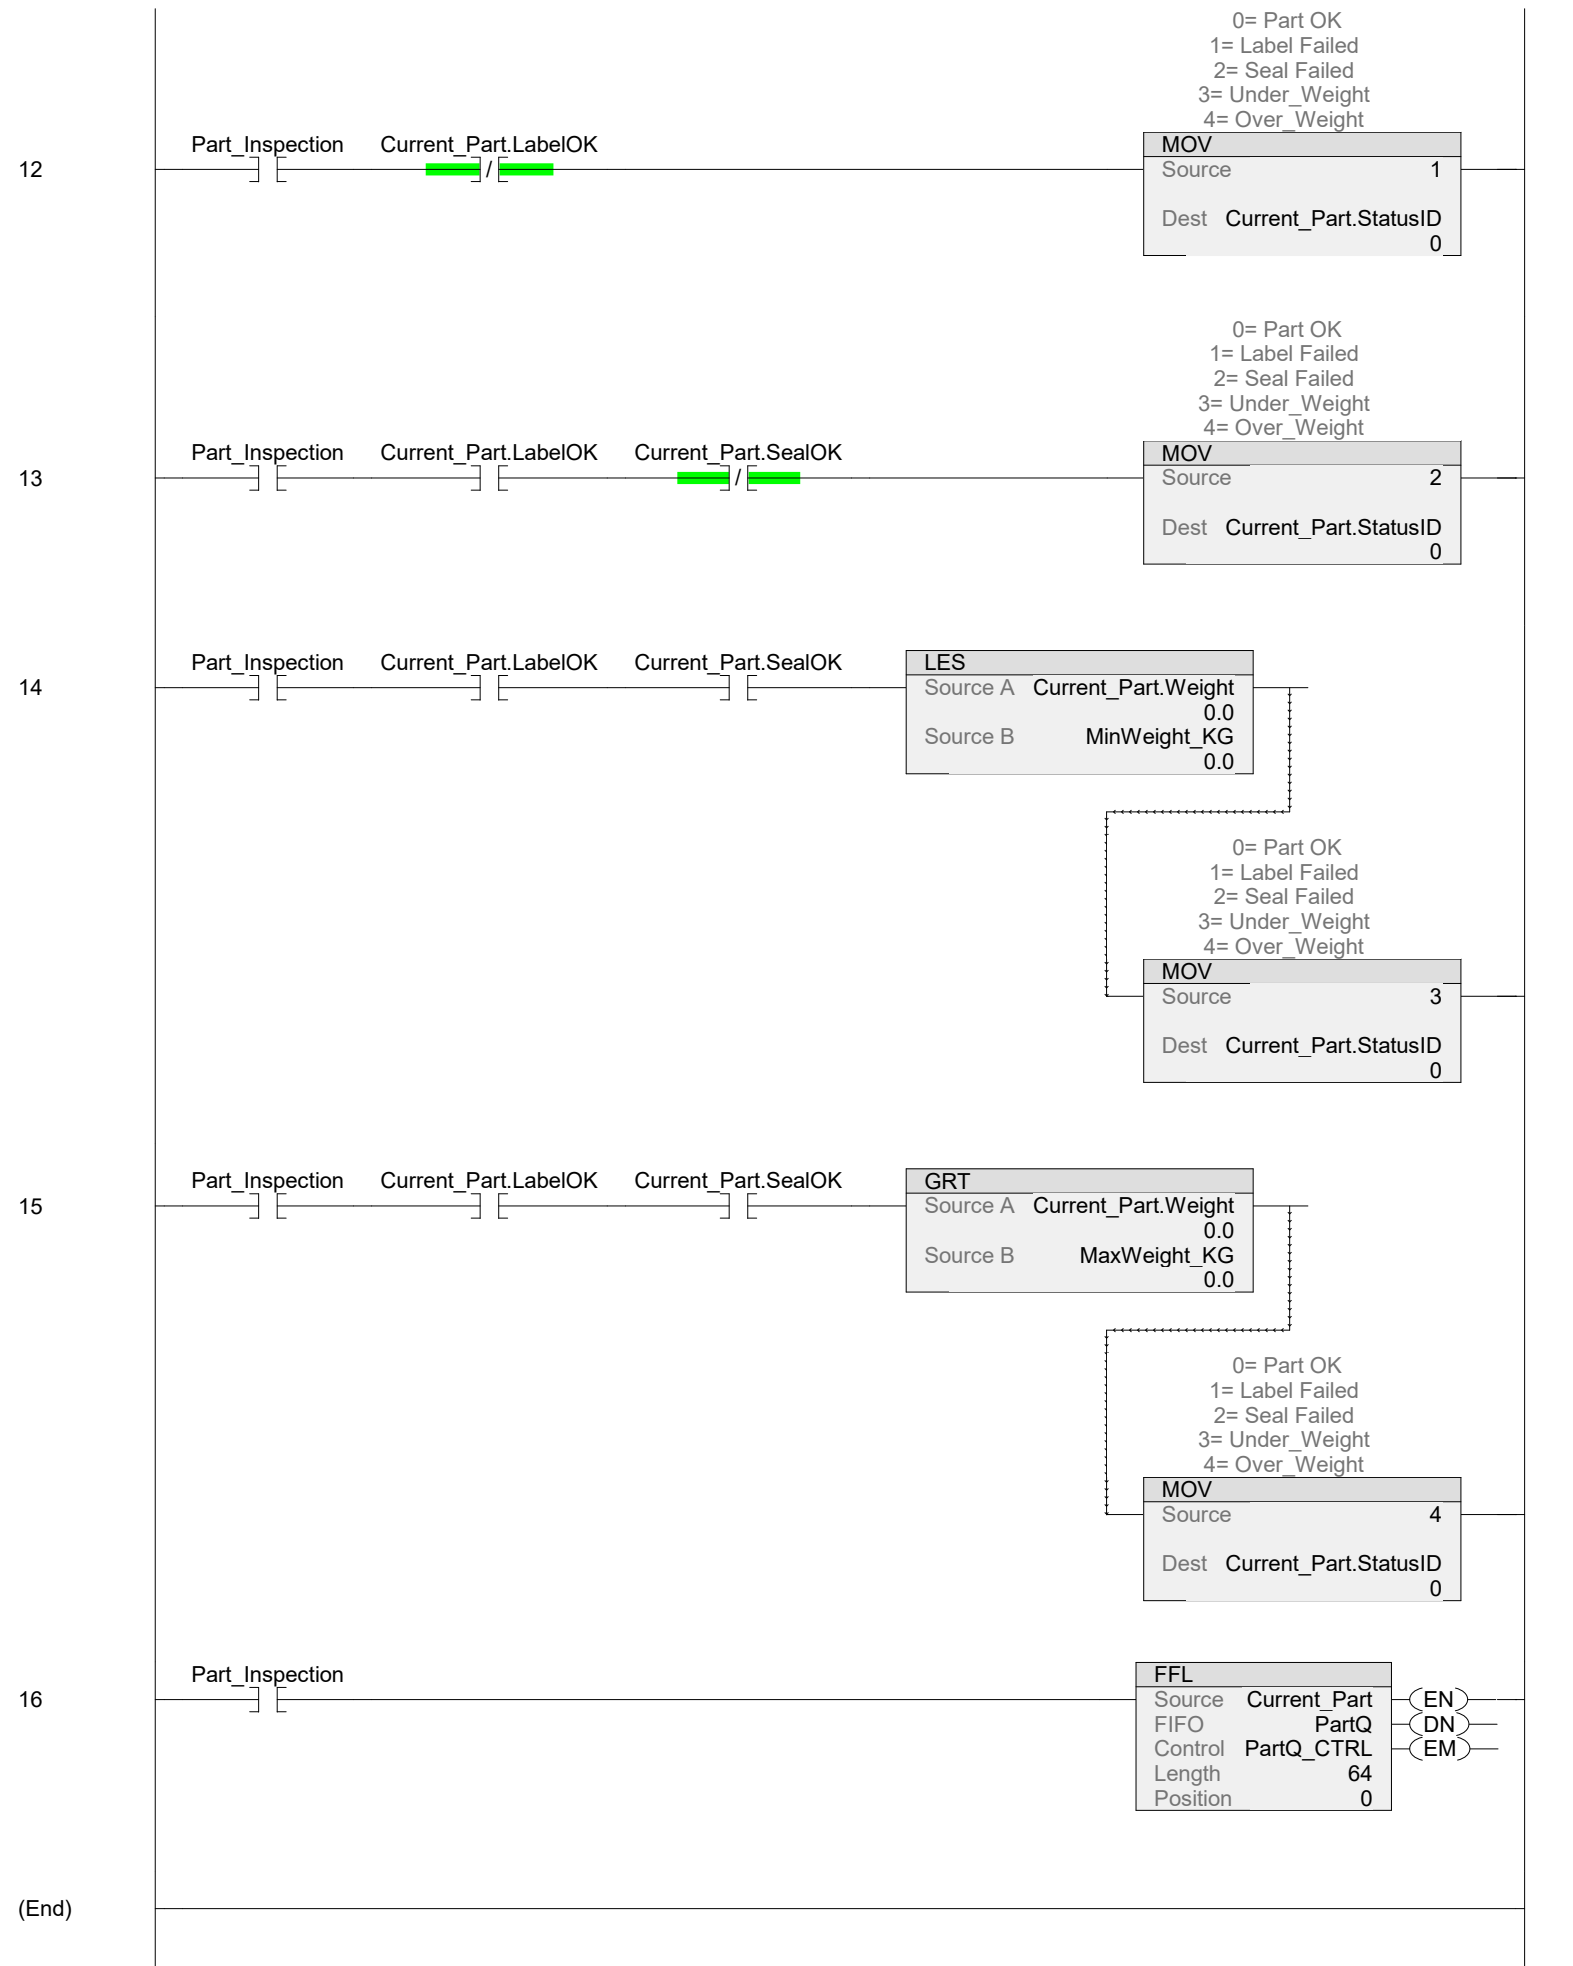 0= Part OK
1= Label Failed
2= Seal Failed
3= Under_Weight
4= Over_Weight
Part_Inspection Current_Part.LabelOK MOV
12 / Source 1
Dest Current_Part.StatusID
0
0= Part OK
1= Label Failed
2= Seal Failed
3= Under_Weight
4= Over_Weight
Part_Inspection Current_Part.LabelOK Current_Part.SealOK MOV
13 / Source 2
Dest Current_Part.StatusID
0
Part_Inspection Current_Part.LabelOK Current_Part.SealOK LES
14 Source A Current_Part.Weight
0.0
Source B MinWeight_KG
0.0
0= Part OK
1= Label Failed
2= Seal Failed
3= Under_Weight
4= Over_Weight
MOV
Source 3
Dest Current_Part.StatusID
0
Part_Inspection Current_Part.LabelOK Current_Part.SealOK GRT
15 Source A Current_Part.Weight
0.0
Source B MaxWeight_KG
0.0
0= Part OK
1= Label Failed
2= Seal Failed
3= Under_Weight
4= Over_Weight
MOV
Source 4
Dest Current_Part.StatusID
0
Part_Inspection FFL
16 Source Current_Part EN
FIFO PartQ DN
Control PartQ_CTRL EM
Length 64
Position 0
(End)